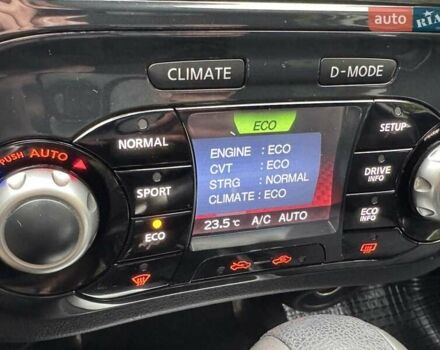 auto RIA
CLIMATE
D-MODE
ECO
NORMAL
SETUP
PUSH AUTO
ENGINE : ECO
CVT : ECO
STRG : NORMAL
CLIMATE : ECO
SPORT
DRIVE
INFO
ECO
ECO
INFO
23.5°C A/C AUTO